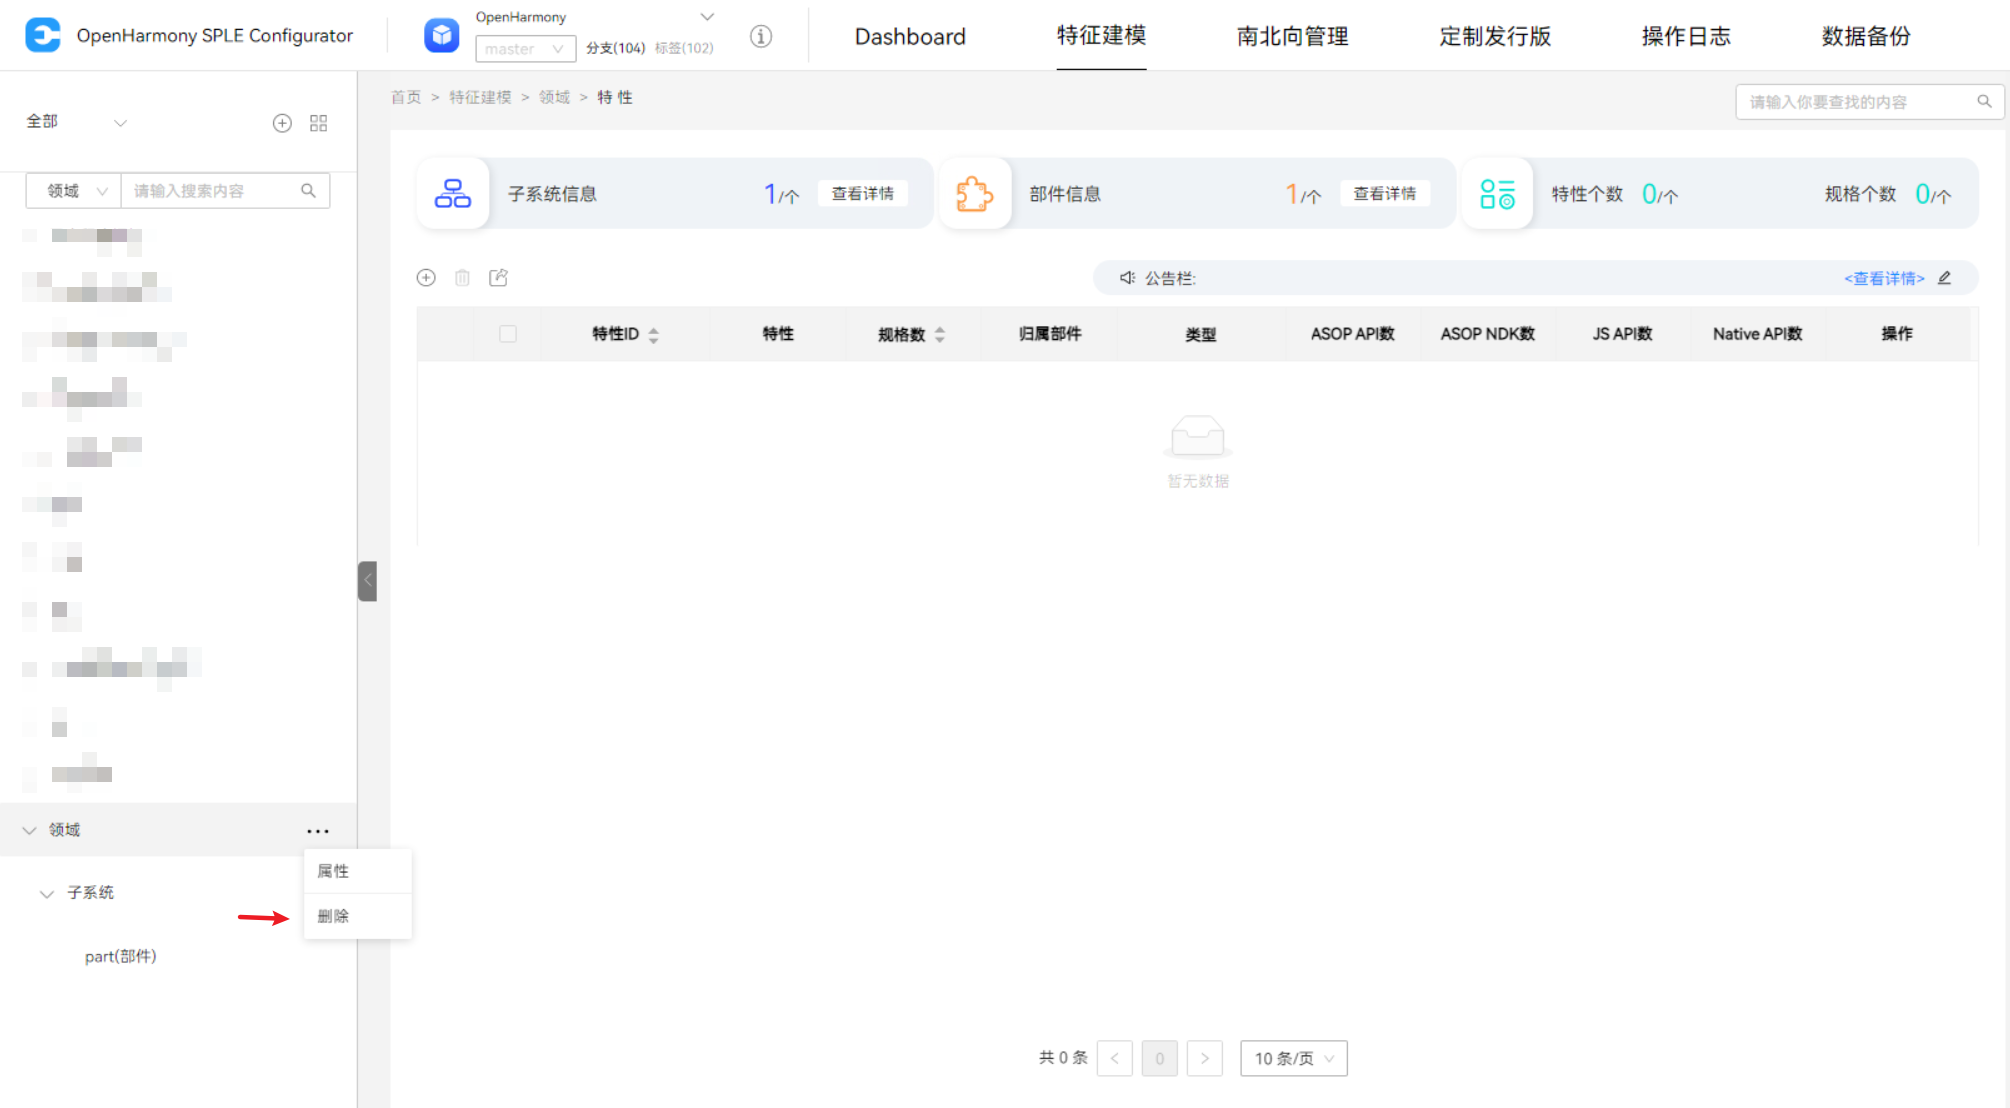 OpenHarmony SPLE Configurator
OpenHarmony
master
分支(104)
标签(102)
Dashboard
特征建模
南北向管理
定制发行版
操作日志
数据备份
全部
首页 > 特征建模 > 领域 > 特 性
请输入你要查找的内容
领域
请输入搜索内容
子系统信息
1/个
查看详情
部件信息
1/个
查看详情
特性个数
0/个
规格个数
0/个
公告栏:
<查看详情>
特性ID
特性
规格数
归属部件
类型
ASOP API数
ASOP NDK数
JS API数
Native API数
操作
暂无数据
领域
属性
子系统
删除
part(部件)
共 0 条
<
0
>
10 条/页